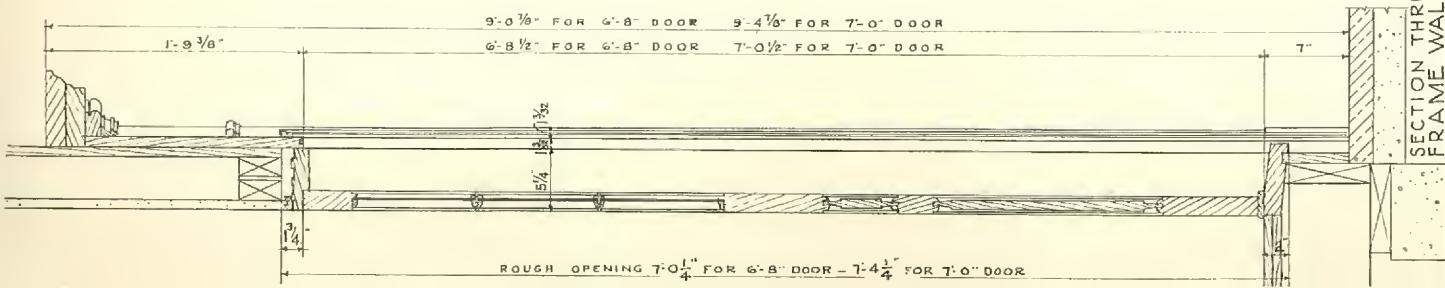 9'-0 7/8" FOR 6'-8" DOOR 9'-4 7/8" FOR 7'-0" DOOR
1'-9 3/8"
6'-8 1/2" FOR 6'-8" DOOR 7'-0 1/2" FOR 7'-0" DOOR
7"
5 1/4"
1 3/4"
2"
ROUGH OPENING 7'-0 1/4" FOR 6'-8" DOOR - 7'-4 1/4" FOR 7'-0" DOOR
SECTION THRU
FRAME WALL